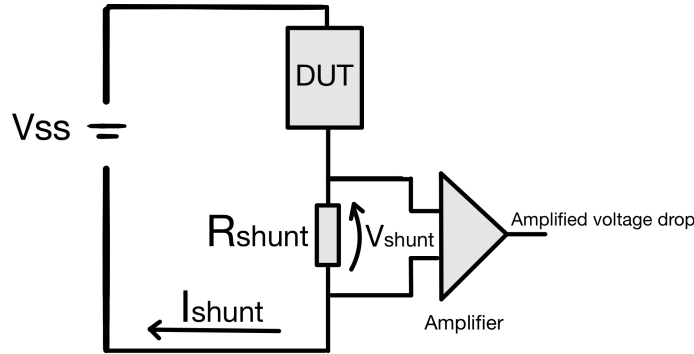 DUT
Vss
Rshunt
Vshunt
Amplified voltage drop
Ishunt
Amplifier